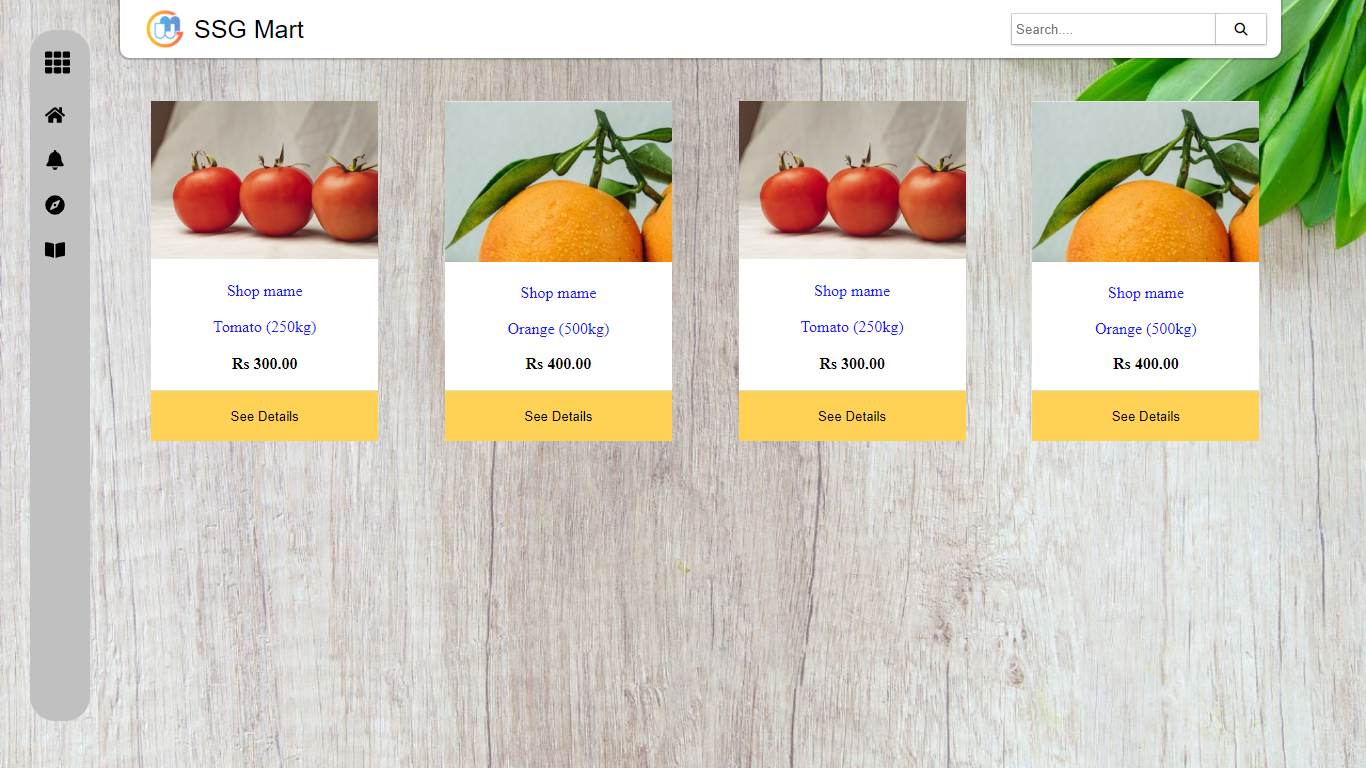 SSG Mart
Search....
Shop mame
Tomato (250kg)
Rs 300.00
See Details
Shop mame
Orange (500kg)
Rs 400.00
See Details
Shop mame
Tomato (250kg)
Rs 300.00
See Details
Shop mame
Orange (500kg)
Rs 400.00
See Details